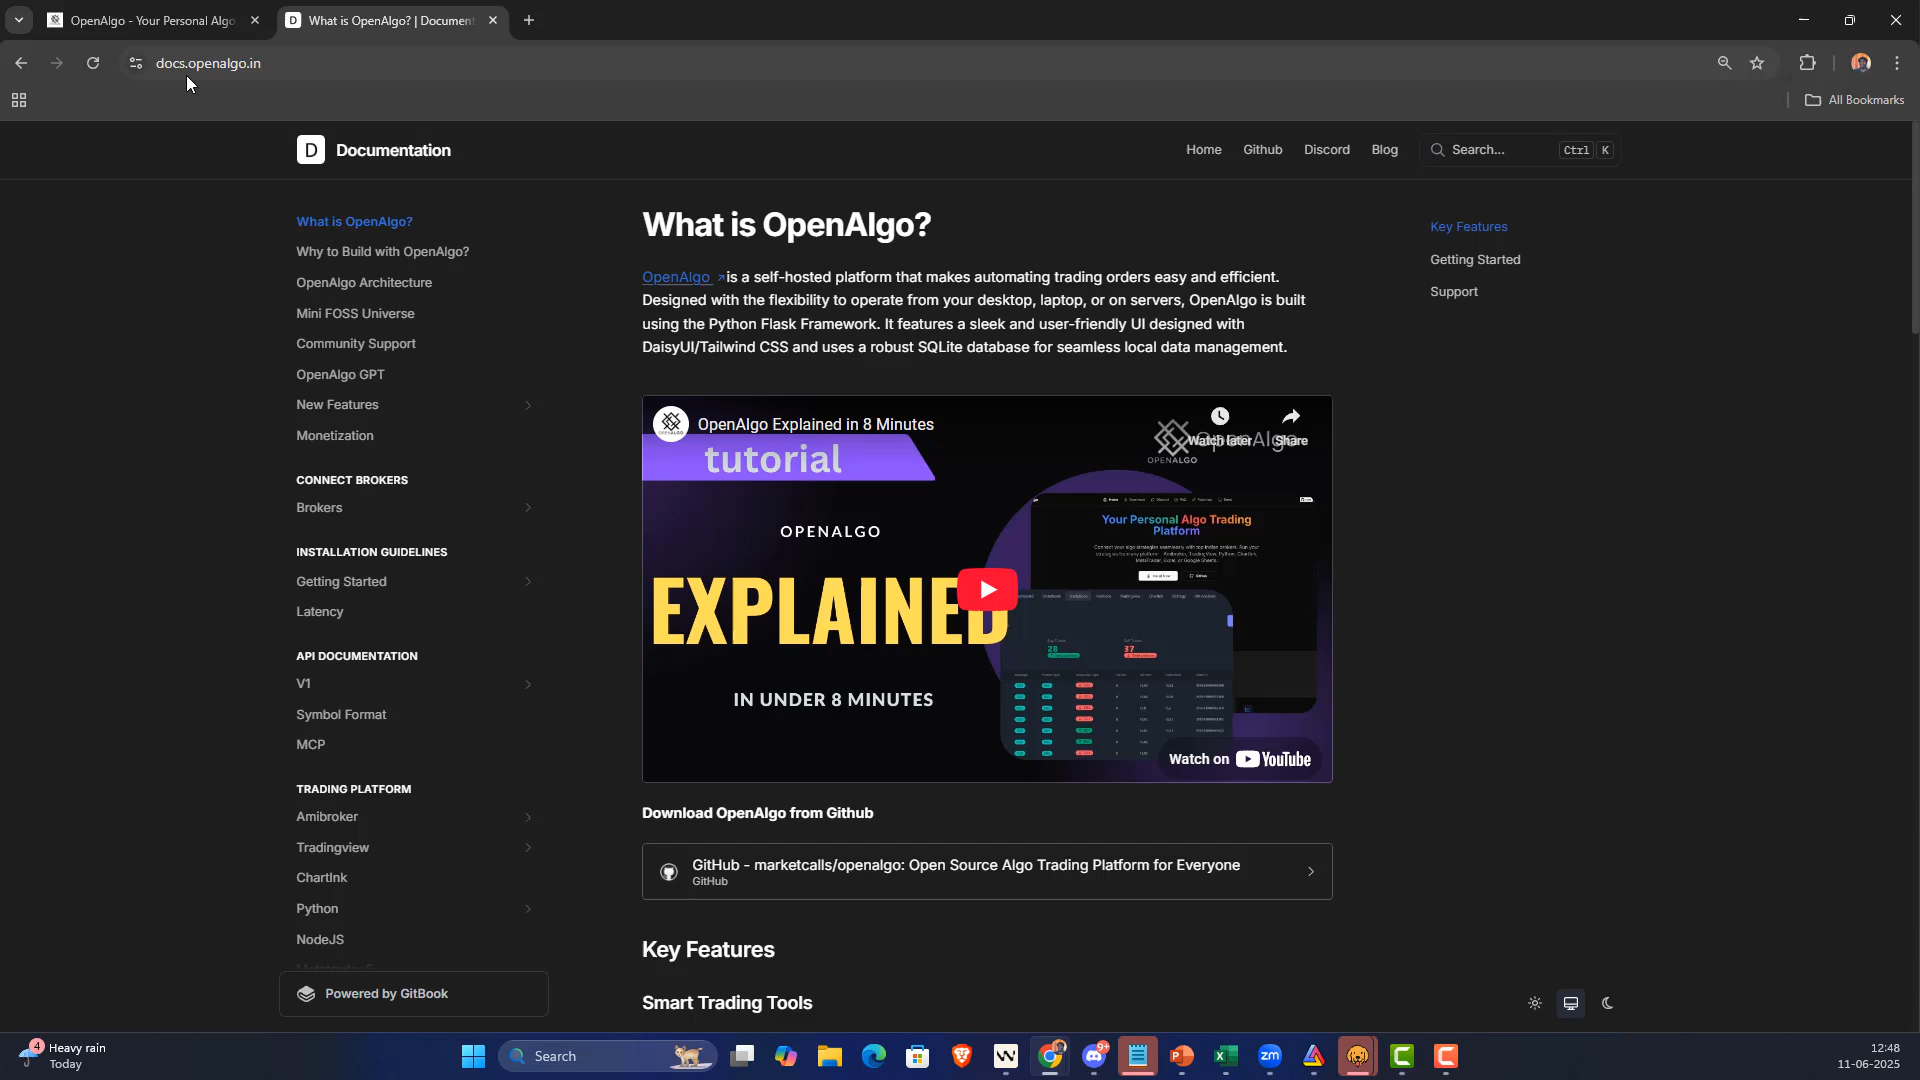 OpenAlgo - Your Personal Algo
What is OpenAlgo? | Document
docs.openalgo.in
All Bookmarks
D Documentation
Home Github Discord Blog Search... Ctrl K
What is OpenAlgo?
Why to Build with OpenAlgo?
OpenAlgo Architecture
Mini FOSS Universe
Community Support
OpenAlgo GPT
New Features
Monetization
CONNECT BROKERS
Brokers
INSTALLATION GUIDELINES
Getting Started
Latency
API DOCUMENTATION
V1
Symbol Format
MCP
TRADING PLATFORM
Amibroker
Tradingview
ChartInk
Python
NodeJS
Powered by GitBook
What is OpenAlgo?
OpenAlgo is a self-hosted platform that makes automating trading orders easy and efficient.
Designed with the flexibility to operate from your desktop, laptop, or on servers, OpenAlgo is built
using the Python Flask Framework. It features a sleek and user-friendly UI designed with
DaisyUI/Tailwind CSS and uses a robust SQLite database for seamless local data management.
OpenAlgo Explained in 8 Minutes
Watch later Share
OPENALGO
tutorial
OPENALGO
EXPLAINED
IN UNDER 8 MINUTES
Your Personal Algo Trading
Platform
28
37
Watch on YouTube
Download OpenAlgo from Github
GitHub - marketcalls/openalgo: Open Source Algo Trading Platform for Everyone
GitHub
Key Features
Smart Trading Tools
Key Features
Getting Started
Support
4
Heavy rain
Today
Search
9+
zm
12:48
11-06-2025